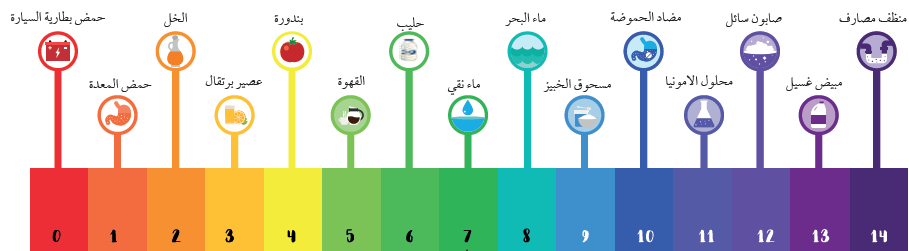 حمض بطارية السيارة
حمض المعدة
الخل
عصير برتقال
بندورة
القهوة
حليب
ماء نقي
ماء البحر
مسحوق الخبيز
مضاد الحموضة
محلول الامونيا
صابون سائل
مبيض غسيل
منظف مصارف
0 1 2 3 4 5 6 7 8 9 10 11 12 13 14